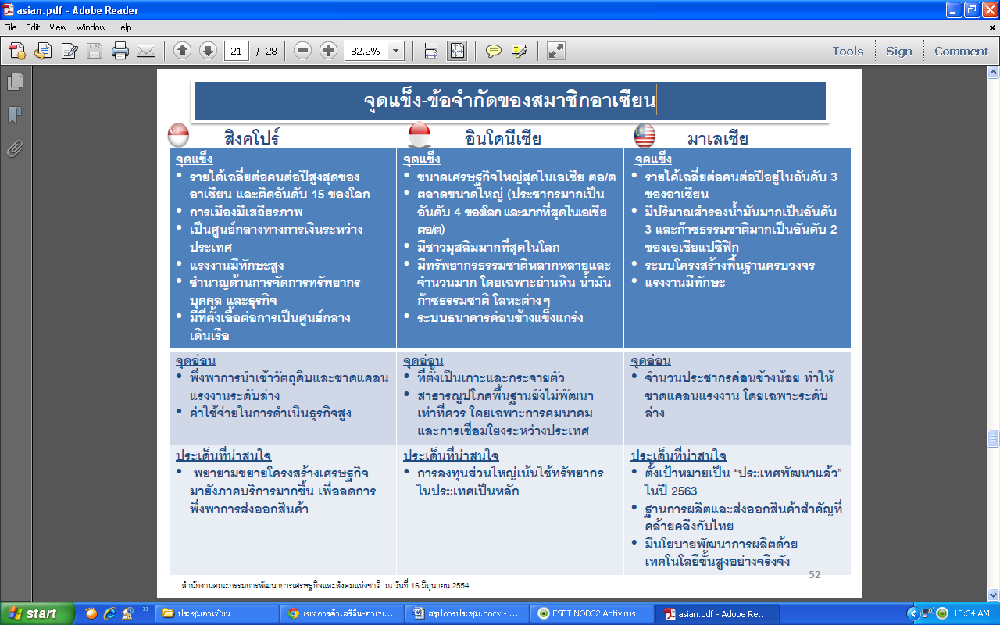 asian.pdf - Adobe Reader
File Edit View Window Help
21 / 28 82.2% Tools Sign Comment
จุดแข็ง-ข้อจำกัดของสมาชิกอาเซียน
สิงคโปร์
จุดแข็ง
• รายได้เฉลี่ยต่อคนต่อปีสูงสุดของ
อาเซียน และติดอันดับ 15 ของโลก
• การเมืองมีเสถียรภาพ
• เป็นศูนย์กลางทางการเงินระหว่าง
ประเทศ
• แรงงานมีทักษะสูง
• ชำนาญด้านการจัดการทรัพยากร
บุคคล และธุรกิจ
• มีที่ตั้งเอื้อต่อการเป็นศูนย์กลาง
เดินเรือ
จุดอ่อน
• พึ่งพาการนำเข้าวัตถุดิบและขาดแคลน
แรงงานระดับล่าง
• ค่าใช้จ่ายในการดำเนินธุรกิจสูง
ประเด็นที่น่าสนใจ
• พยายามขยายโครงสร้างเศรษฐกิจ
มายังภาคบริการมากขึ้น เพื่อลดการ
พึ่งพาการส่งออกสินค้า
อินโดนีเซีย
จุดแข็ง
• ขนาดเศรษฐกิจใหญ่สุดในเอเชีย ตอ/ต
• ตลาดขนาดใหญ่ (ประชากรมากเป็น
อันดับ 4 ของโลก และมากที่สุดในเอเชีย
ตอ/ต)
• มีชาวมุสลิมมากที่สุดในโลก
• มีทรัพยากรธรรมชาติหลากหลายและ
จำนวนมาก โดยเฉพาะถ่านหิน น้ำมัน
ก๊าซธรรมชาติ โลหะต่างๆ
• ระบบธนาคารค่อนข้างแข็งแกร่ง
จุดอ่อน
• ที่ตั้งเป็นเกาะและกระจายตัว
• สาธารณูปโภคพื้นฐานยังไม่พัฒนา
เท่าที่ควร โดยเฉพาะการคมนาคม
และการเชื่อมโยงระหว่างประเทศ
ประเด็นที่น่าสนใจ
• การลงทุนส่วนใหญ่เน้นใช้ทรัพยากร
ในประเทศเป็นหลัก
มาเลเซีย
จุดแข็ง
• รายได้เฉลี่ยต่อคนต่อปีอยู่ในอันดับ 3
ของอาเซียน
• มีปริมาณสำรองน้ำมันมากเป็นอันดับ
3 และก๊าซธรรมชาติมากเป็นอันดับ 2
ของเอเชียแปซิฟิก
• ระบบโครงสร้างพื้นฐานครบวงจร
• แรงงานมีทักษะ
จุดอ่อน
• จำนวนประชากรค่อนข้างน้อย ทำให้
ขาดแคลนแรงงาน โดยเฉพาะระดับ
ล่าง
ประเด็นที่น่าสนใจ
• ตั้งเป้าหมายเป็น “ประเทศพัฒนาแล้ว”
ในปี 2563
• ฐานการผลิตและส่งออกสินค้าสำคัญที่
คล้ายคลึงกับไทย
• มีนโยบายพัฒนาการผลิตด้วย
เทคโนโลยีขั้นสูงอย่างจริงจัง
52
สำนักงานคณะกรรมการพัฒนาการเศรษฐกิจและสังคมแห่งชาติ ณ วันที่ 16 มิถุนายน 2554
start ประชุมอาเซียน เขตการค้าเสรีจีน-อาเซ... สรุปการประชุม.docx - ... ESET NOD32 Antivirus asian.pdf - Adobe Re... 10:34 AM